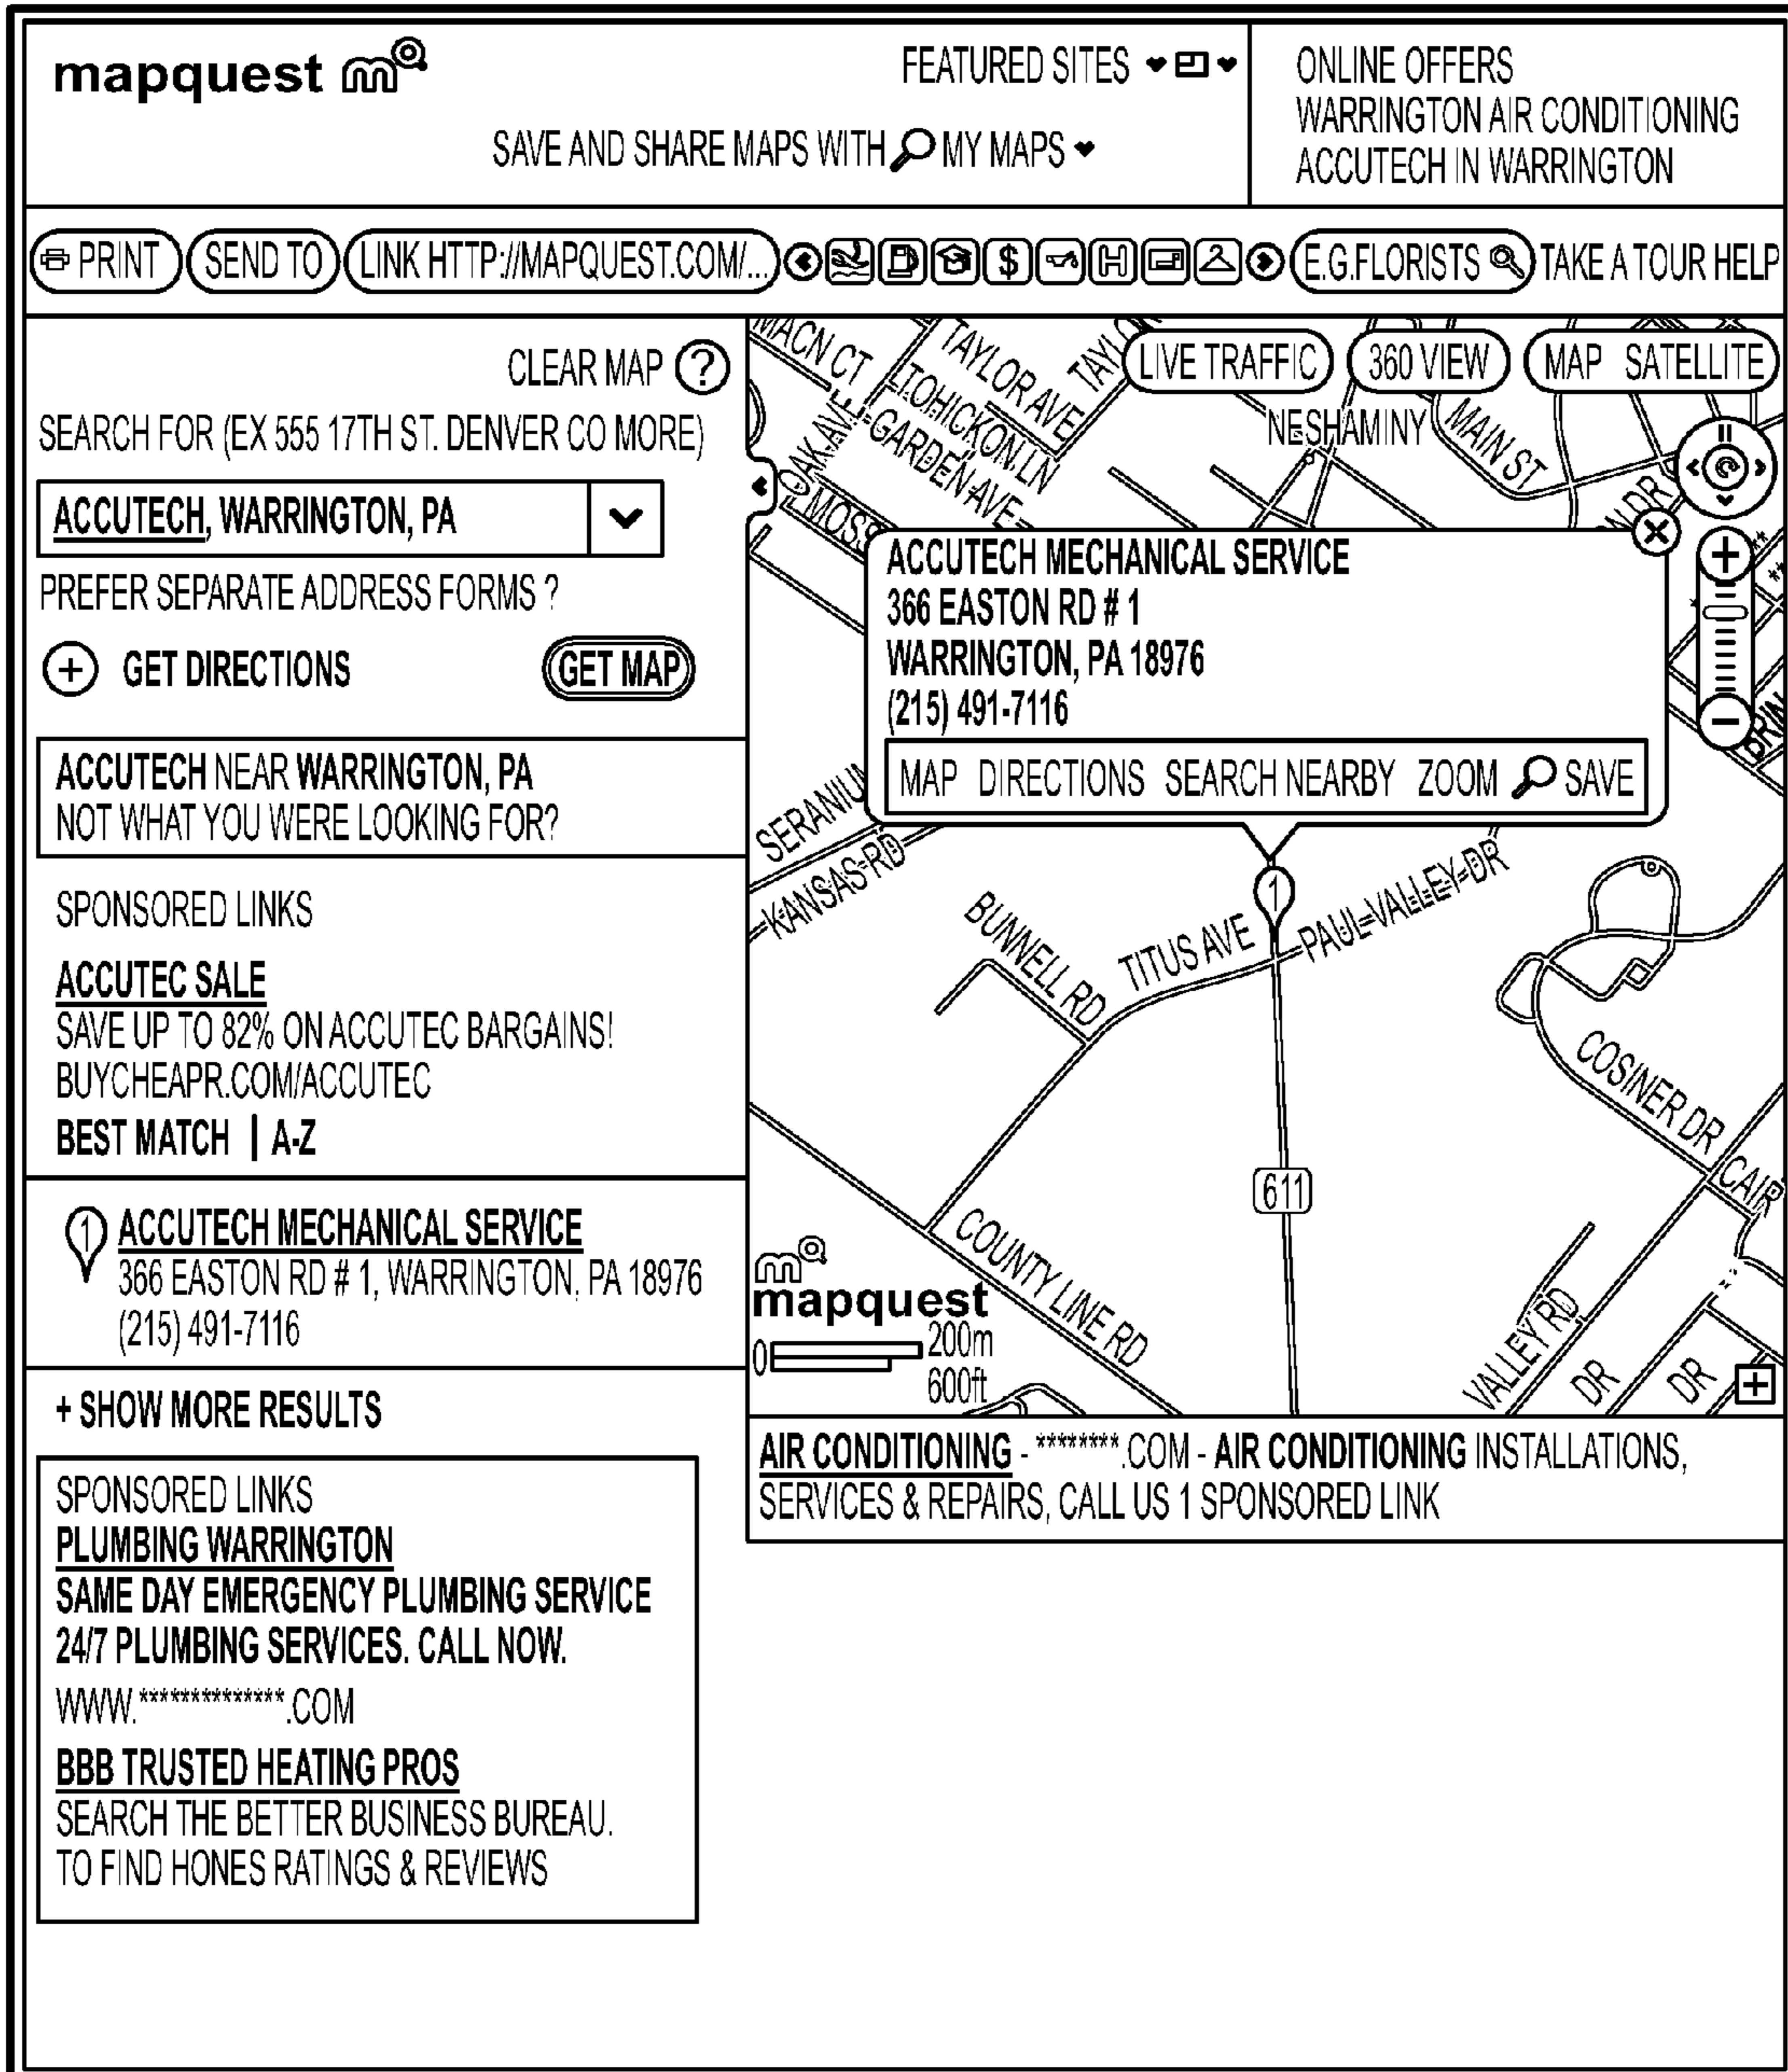 mapquest
FEATURED SITES
SAVE AND SHARE MAPS WITH MY MAPS
ONLINE OFFERS
WARRINGTON AIR CONDITIONING
ACCUTECH IN WARRINGTON
PRINT SEND TO LINK HTTP://MAPQUEST.COM/... $ H E.G.FLORISTS TAKE A TOUR HELP
CLEAR MAP ?
SEARCH FOR (EX 555 17TH ST. DENVER CO MORE)
ACCUTECH, WARRINGTON, PA
PREFER SEPARATE ADDRESS FORMS ?
+ GET DIRECTIONS GET MAP
ACCUTECH NEAR WARRINGTON, PA
NOT WHAT YOU WERE LOOKING FOR?
SPONSORED LINKS
ACCUTEC SALE
SAVE UP TO 82% ON ACCUTEC BARGAINS!
BUYCHEAPR.COM/ACCUTEC
BEST MATCH | A-Z
1 ACCUTECH MECHANICAL SERVICE
366 EASTON RD # 1, WARRINGTON, PA 18976
(215) 491-7116
+ SHOW MORE RESULTS
SPONSORED LINKS
PLUMBING WARRINGTON
SAME DAY EMERGENCY PLUMBING SERVICE
24/7 PLUMBING SERVICES. CALL NOW.
WWW.**************.COM
BBB TRUSTED HEATING PROS
SEARCH THE BETTER BUSINESS BUREAU.
TO FIND HONES RATINGS & REVIEWS
LIVE TRAFFIC 360 VIEW MAP SATELLITE
MACN CT
TAYLOR AVE
TOHICKON LN
GARDEN AVE
OAK AVE
MOSS
NESHAMINY
MAIN ST
DR
ACCUTECH MECHANICAL SERVICE
366 EASTON RD # 1
WARRINGTON, PA 18976
(215) 491-7116
MAP DIRECTIONS SEARCH NEARBY ZOOM SAVE
KANSAS RD
BUNNELL RD
TITUS AVE
1
PAUL VALLEY DR
COSINER DR
611
COUNTY LINE RD
VALLEY RD
DR
DR
mapquest
0 200m
600ft
AIR CONDITIONING - ********.COM - AIR CONDITIONING INSTALLATIONS,
SERVICES & REPAIRS, CALL US 1 SPONSORED LINK